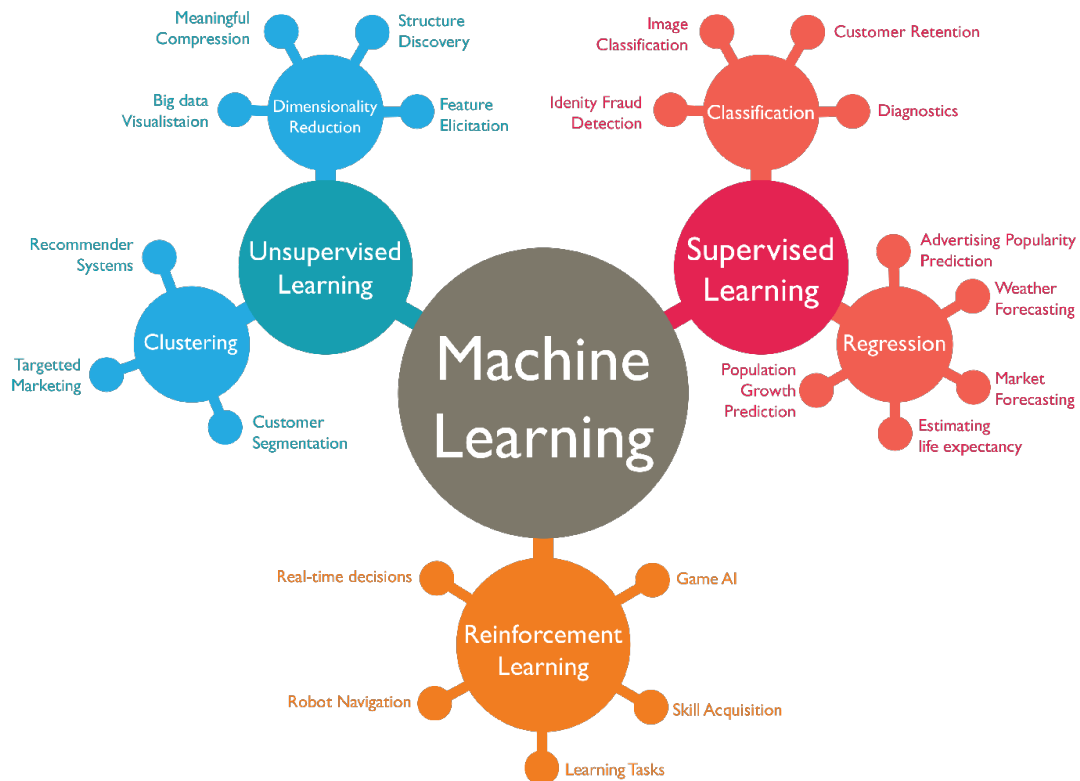 Meaningful
Compression
Structure
Discovery
Big data
Visualistaion
Dimensionality
Reduction
Feature
Elicitation
Image
Classification
Customer Retention
Idenity Fraud
Detection
Classification
Diagnostics
Recommender
Systems
Unsupervised
Learning
Clustering
Targetted
Marketing
Customer
Segmentation
Machine
Learning
Supervised
Learning
Advertising Popularity
Prediction
Weather
Forecasting
Regression
Population
Growth
Prediction
Market
Forecasting
Estimating
life expectancy
Real-time decisions
Game AI
Reinforcement
Learning
Robot Navigation
Skill Acquisition
Learning Tasks